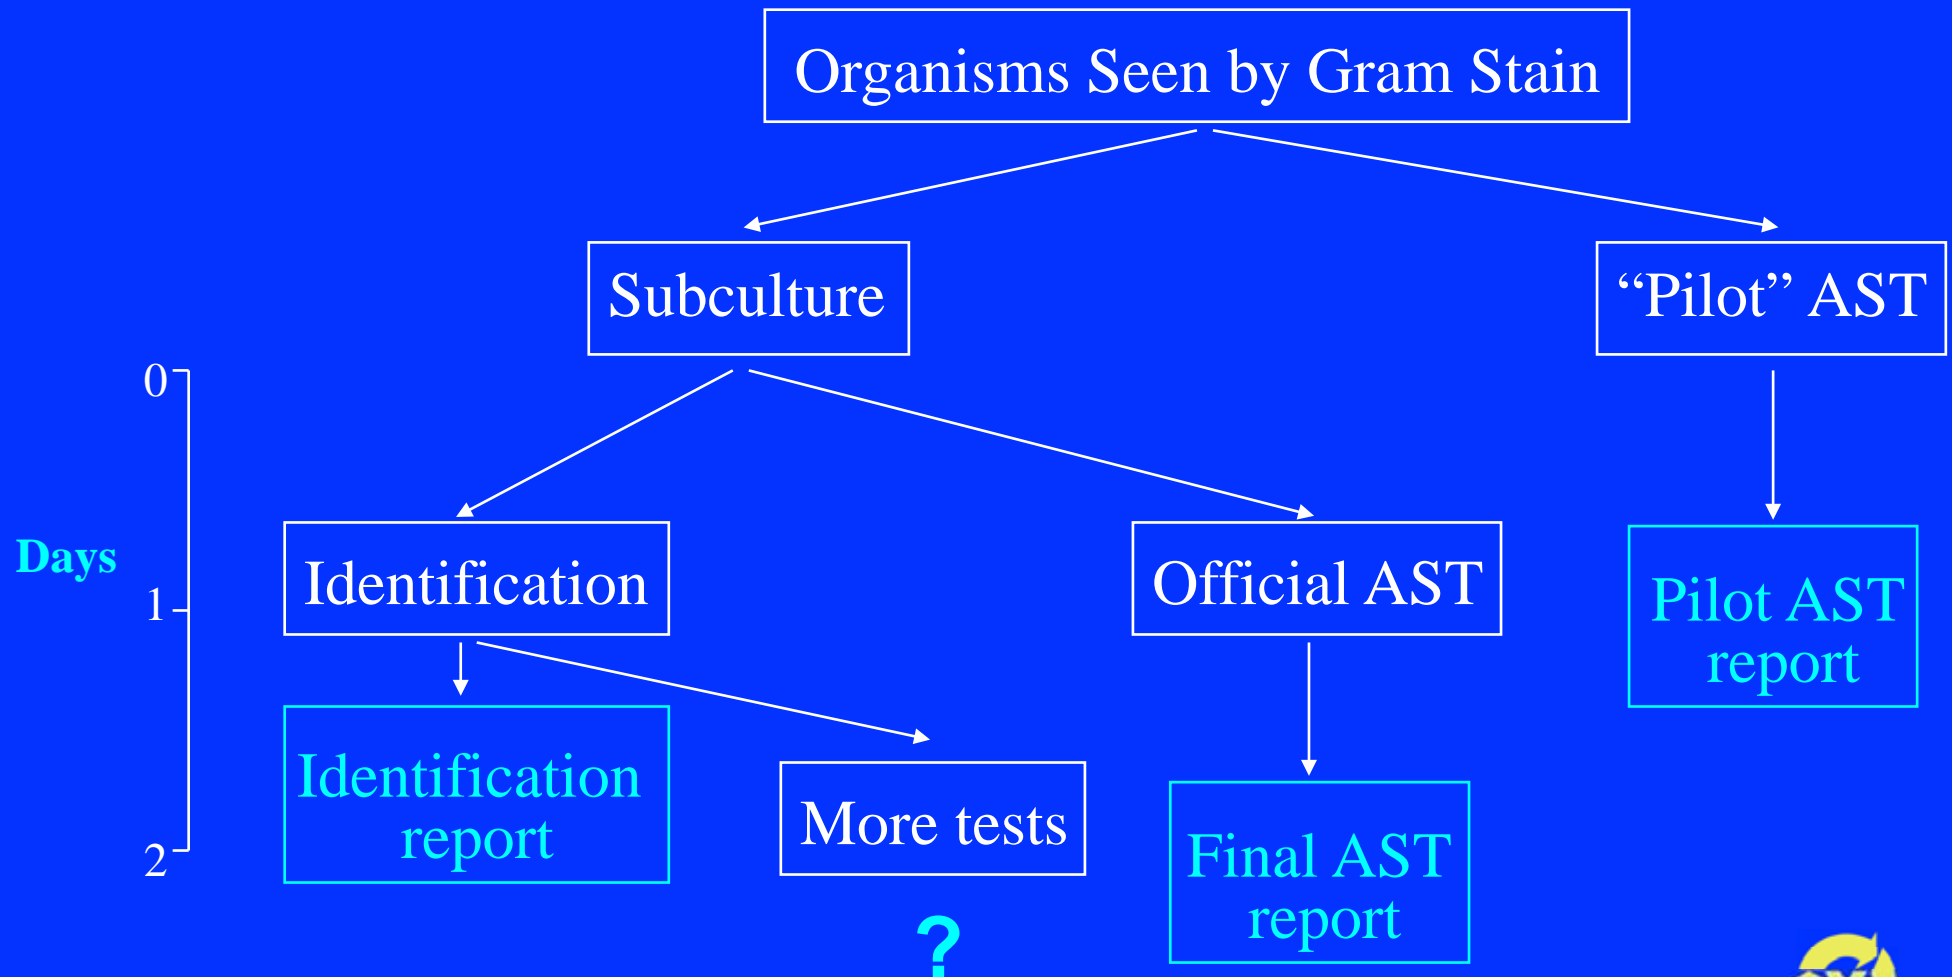 Organisms Seen by Gram Stain
Subculture
“Pilot” AST
0
Days
1
2
Identification
Official AST
Pilot AST
report
Identification
report
More tests
Final AST
report
?